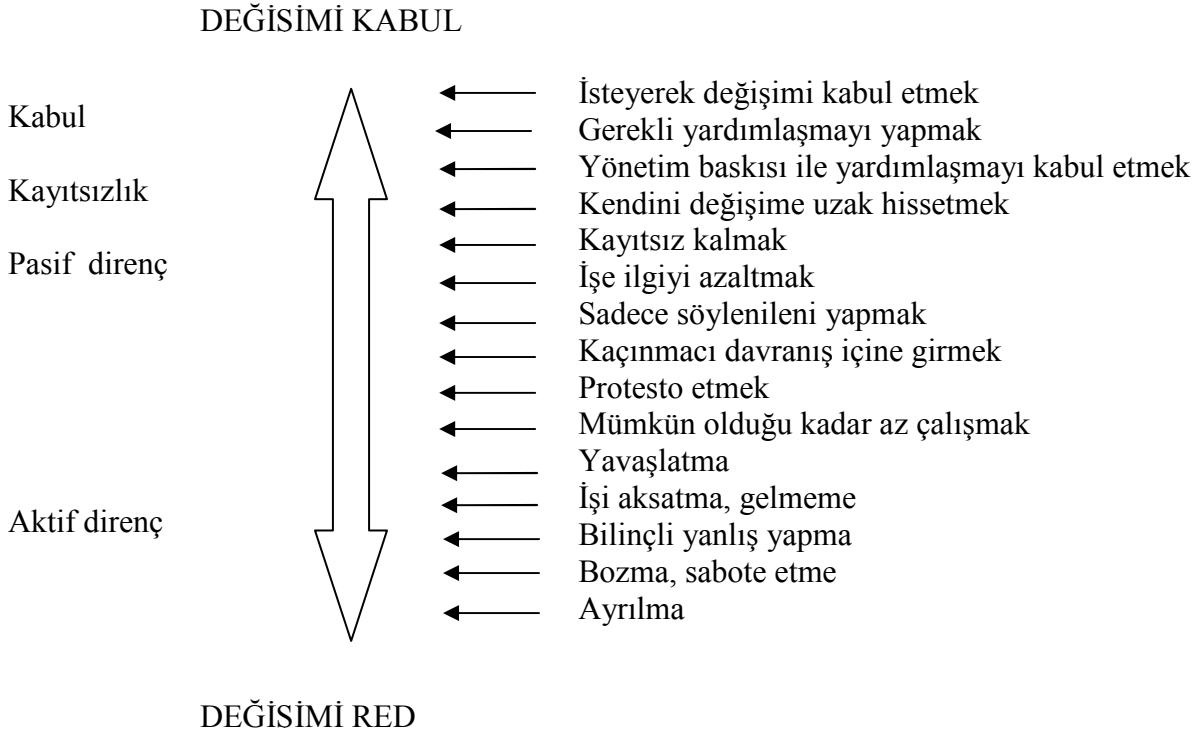 DEĞİSİMİ KABUL
Kabul
Kayıtsızlık
Pasif direnç
Aktif direnç
İsteyerek değişimi kabul etmek
Gerekli yardımlaşmayı yapmak
Yönetim baskısı ile yardımlaşmayı kabul etmek
Kendini değişime uzak hissetmek
Kayıtsız kalmak
İşe ilgiyi azaltmak
Sadece söylenileni yapmak
Kaçınmacı davranış içine girmek
Protesto etmek
Mümkün olduğu kadar az çalışmak
Yavaşlatma
İşi aksatma, gelmeme
Bilinçli yanlış yapma
Bozma, sabote etme
Ayrılma
DEĞİSİMİ RED